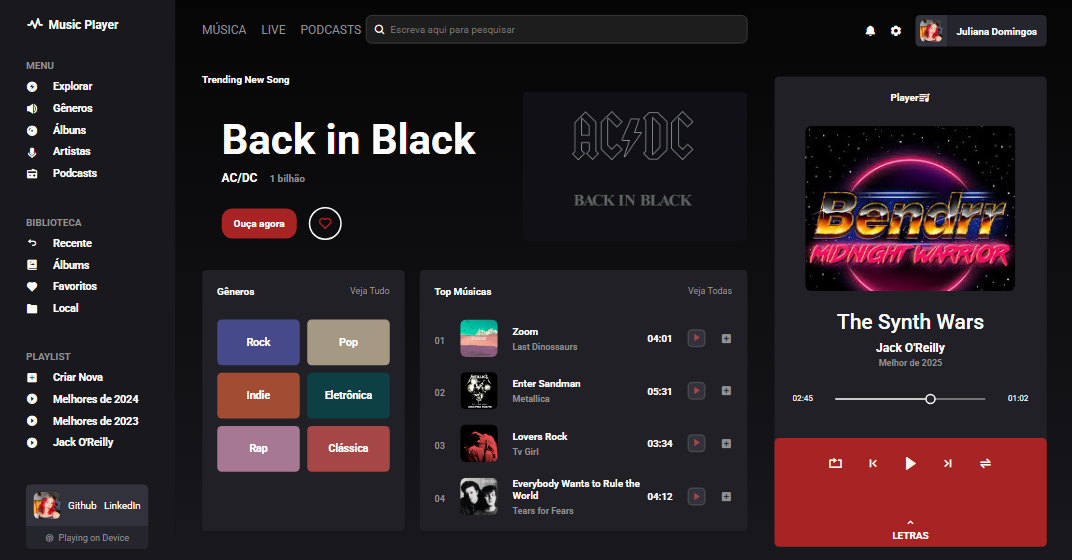 Music Player
MENU
Explorar
Gêneros
Álbuns
Artistas
Podcasts
BIBLIOTECA
Recente
Álbums
Favoritos
Local
PLAYLIST
Criar Nova
Melhores de 2024
Melhores de 2023
Jack O'Reilly
Github LinkedIn
Playing on Device
MÚSICA LIVE PODCASTS
Escreva aqui para pesquisar
Juliana Domingos
Trending New Song
Back in Black
AC/DC 1 bilhão
Ouça agora
AC/DC
BACK IN BLACK
Gêneros Veja Tudo
Rock Pop
Indie Eletrônica
Rap Clássica
Top Músicas Veja Todas
01 Zoom 04:01
Last Dinossaurs
02 Enter Sandman 05:31
Metallica
03 Lovers Rock 03:34
Tv Girl
04 Everybody Wants to Rule the
World 04:12
Tears for Fears
Player
Bendrr
MIDNIGHT WARRIOR
The Synth Wars
Jack O'Reilly
Melhor de 2025
02:45 01:02
LETRAS